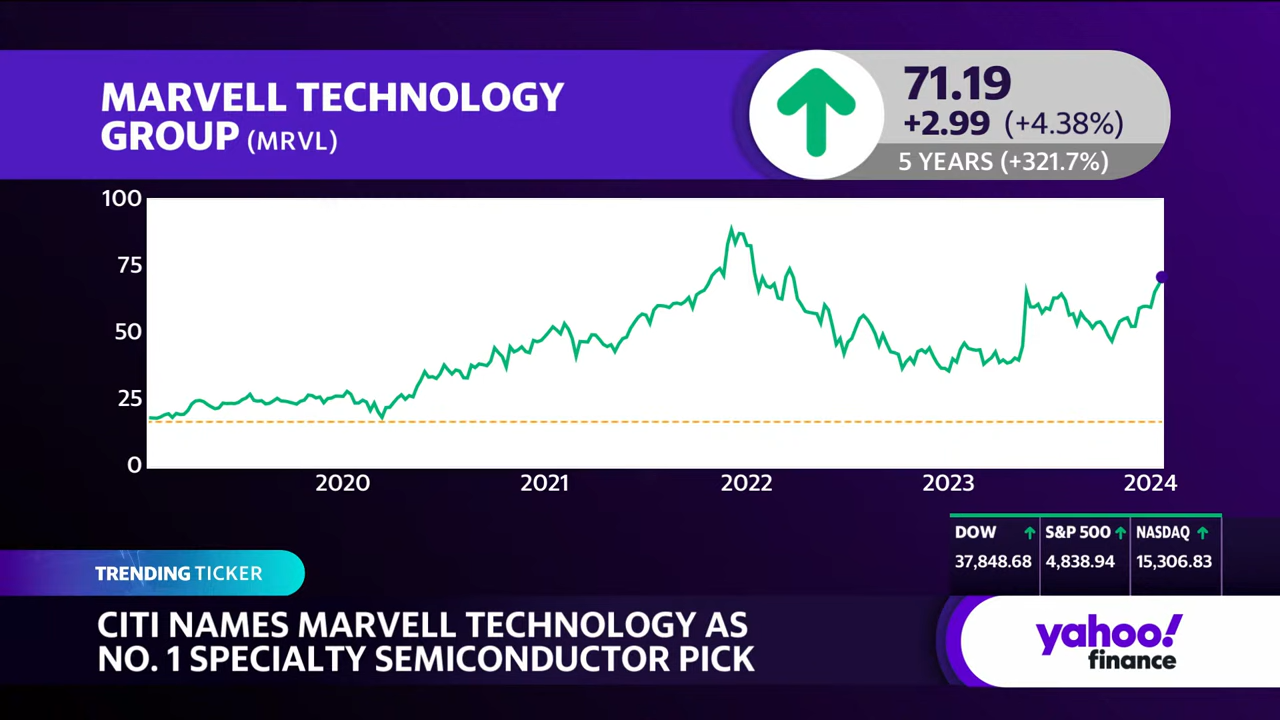 MARVELL TECHNOLOGY
GROUP (MRVL)
71.19
+2.99 (+4.38%)
5 YEARS (+321.7%)
100
75
50
25
0
2020 2021 2022 2023 2024
DOW S&P 500 NASDAQ
37,848.68 4,838.94 15,306.83
TRENDING TICKER
CITI NAMES MARVELL TECHNOLOGY AS
NO. 1 SPECIALTY SEMICONDUCTOR PICK
yahoo!
finance